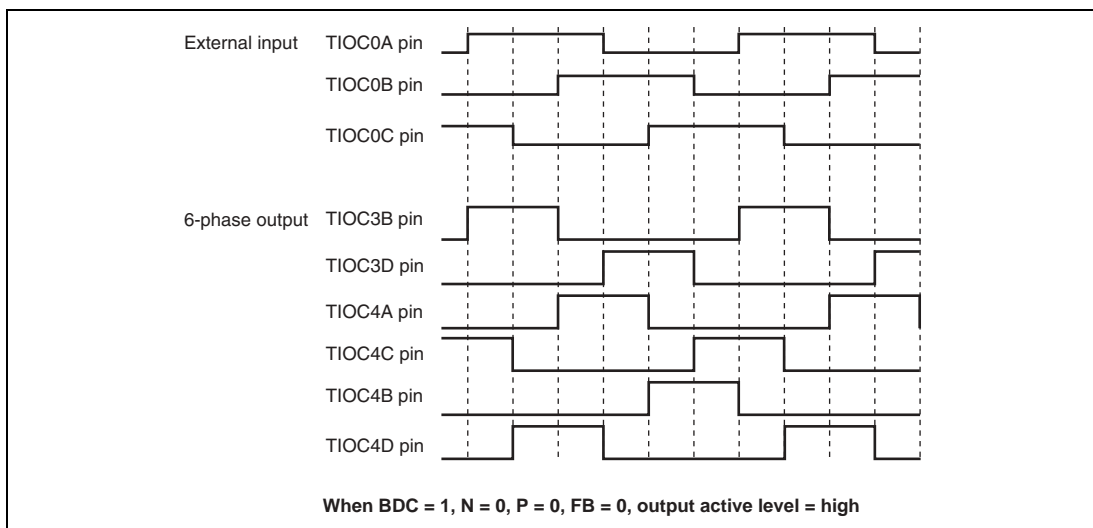 External input TIOC0A pin
TIOC0B pin
TIOC0C pin
6-phase output TIOC3B pin
TIOC3D pin
TIOC4A pin
TIOC4C pin
TIOC4B pin
TIOC4D pin
When BDC = 1, N = 0, P = 0, FB = 0, output active level = high